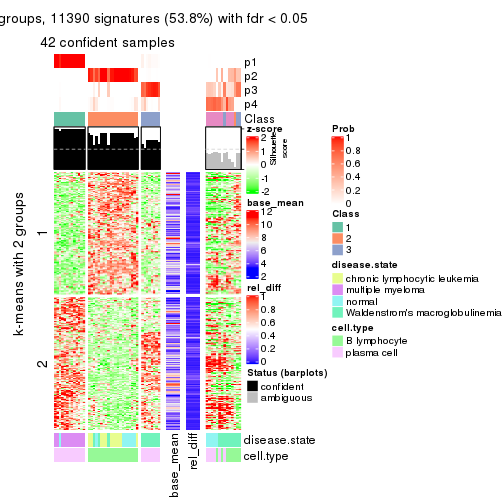 groups, 11390 signatures (53.8%) with fdr < 0.05
42 confident samples
p1
p2
p3
p4
Class
z-score
2
1
0
-1
-2
Silhouette
score
base_mean
12
10
8
6
4
2
rel_diff
1
0.8
0.6
0.4
0.2
0
Status (barplots)
confident
ambiguous
Prob
1
0.8
0.6
0.4
0.2
0
Class
1
2
3
disease.state
chronic lymphocytic leukemia
multiple myeloma
normal
Waldenstrom's macroglobulinemia
cell.type
B lymphocyte
plasma cell
k-means with 2 groups
1
2
disease.state
cell.type
base_mean
rel_diff